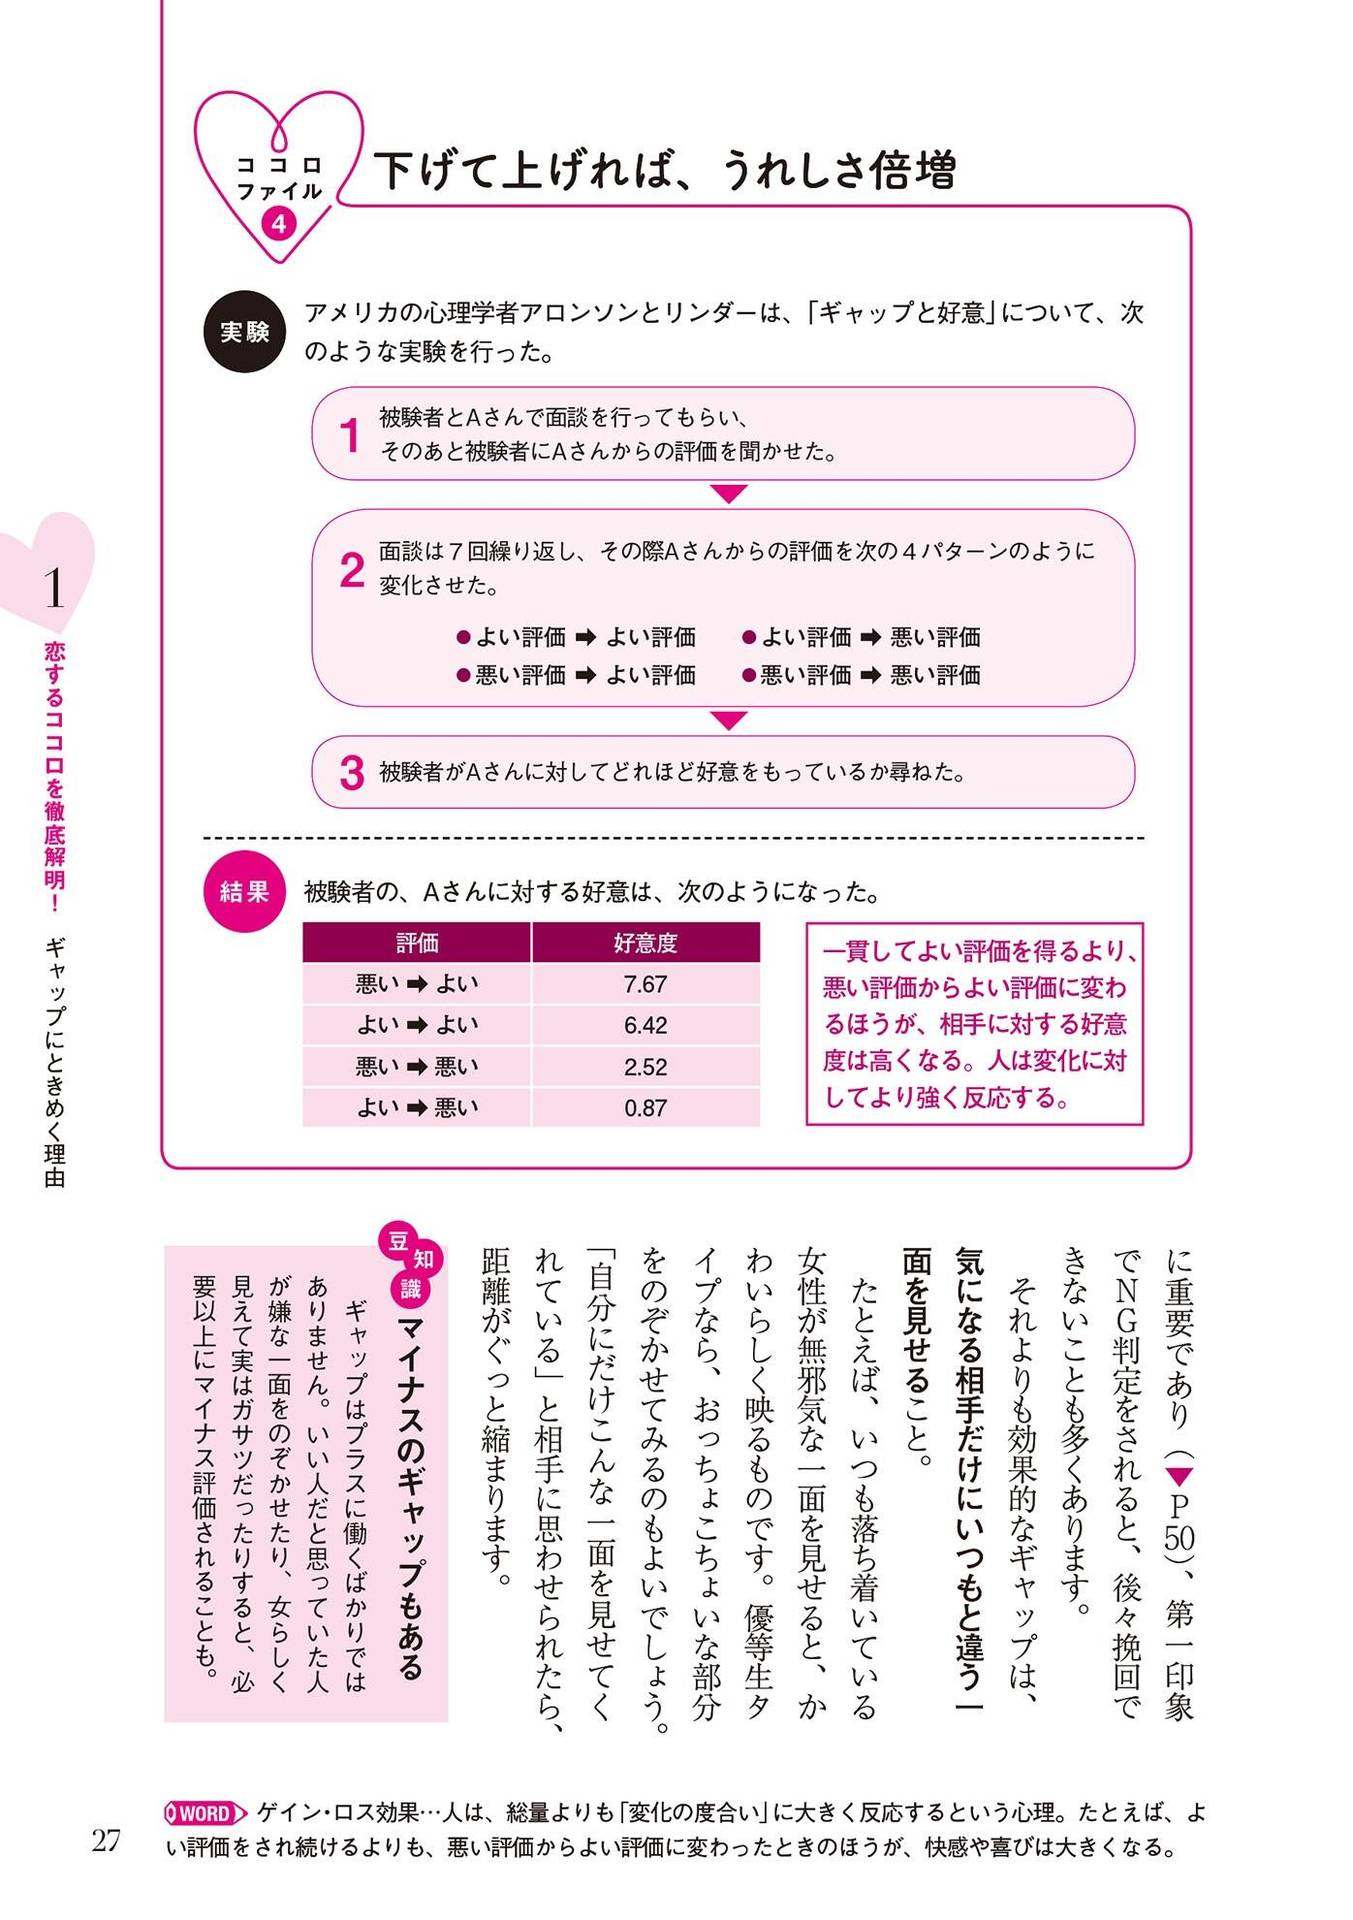 ココロ
ファイル
4
下げて上げれば、うれしさ倍増
実験
アメリカの心理学者アロンソンとリンダーは、「ギャップと好意」について、次
のような実験を行った。
1
被験者とAさんで面談を行ってもらい、
そのあと被験者にAさんからの評価を聞かせた。
2
面談は7回繰り返し、その際Aさんからの評価を次の4パターンのように
変化させた。
●よい評価➡よい評価 ●よい評価➡悪い評価
●悪い評価➡よい評価 ●悪い評価➡悪い評価
3
被験者がAさんに対してどれほど好意をもっているか尋ねた。
結果
被験者の、Aさんに対する好意は、次のようになった。
評価 好意度
悪い➡よい 7.67
よい➡よい 6.42
悪い➡悪い 2.52
よい➡悪い 0.87
一貫してよい評価を得るより、
悪い評価からよい評価に変わ
るほうが、相手に対する好意
度は高くなる。人は変化に対
してより強く反応する。
1
恋するココロを徹底解明！ ギャップにときめく理由
に重要であり（▼P50）、第一印象
でNG判定をされると、後々挽回で
きないことも多くあります。
それよりも効果的なギャップは、
気になる相手だけにいつもと違う一
面を見せること。
たとえば、いつも落ち着いている
女性が無邪気な一面を見せると、か
わいらしく映るものです。優等生タ
イプなら、おっちょこちょいな部分
をのぞかせてみるのもよいでしょう。
「自分にだけこんな一面を見せてく
れている」と相手に思わせられたら、
距離がぐっと縮まります。
豆知識
マイナスのギャップもある
ギャップはプラスに働くばかりでは
ありません。いい人だと思っていた人
が嫌な一面をのぞかせたり、女らしく
見えて実はガサツだったりすると、必
要以上にマイナス評価されることも。
WORD ゲイン・ロス効果…人は、総量よりも「変化の度合い」に大きく反応するという心理。たとえば、よ
い評価をされ続けるよりも、悪い評価からよい評価に変わったときのほうが、快感や喜びは大きくなる。
27